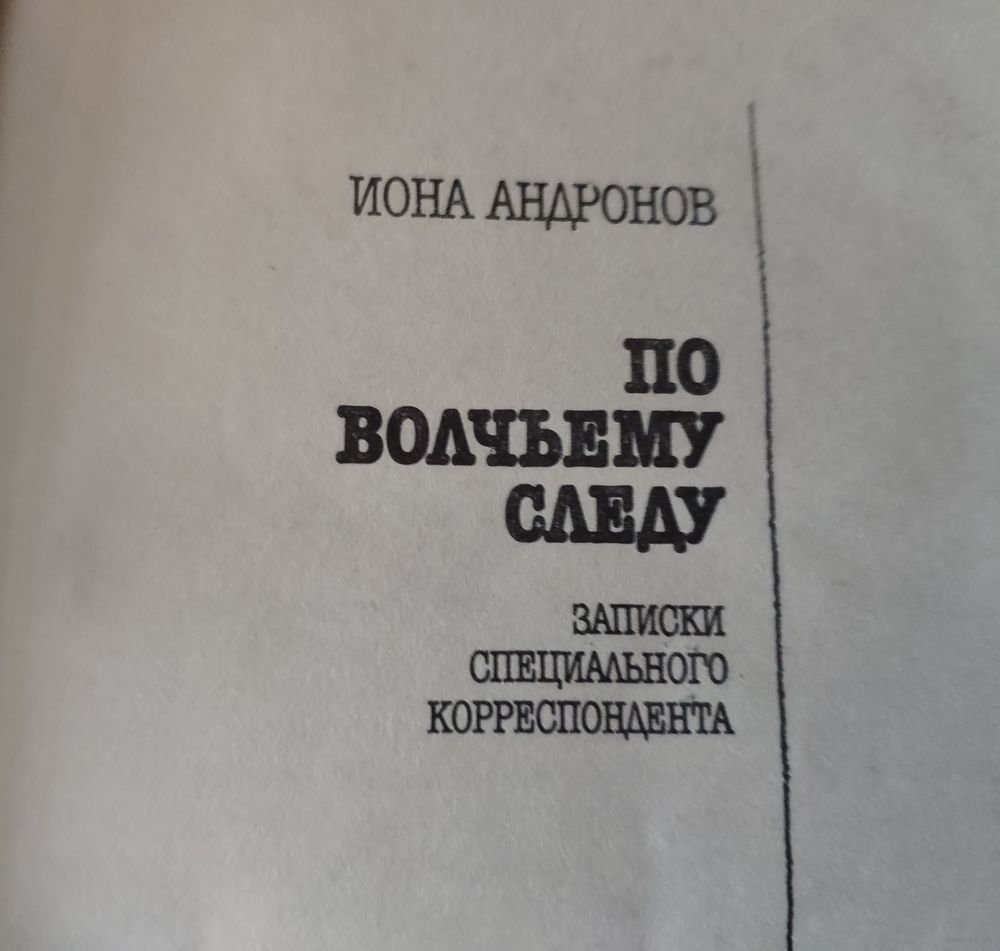 ИОНА АНДРОНОВ
ПО
ВОЛЧЬЕМУ
СЛЕДУ
ЗАПИСКИ
СПЕЦИАЛЬНОГО
КОРРЕСПОНДЕНТА